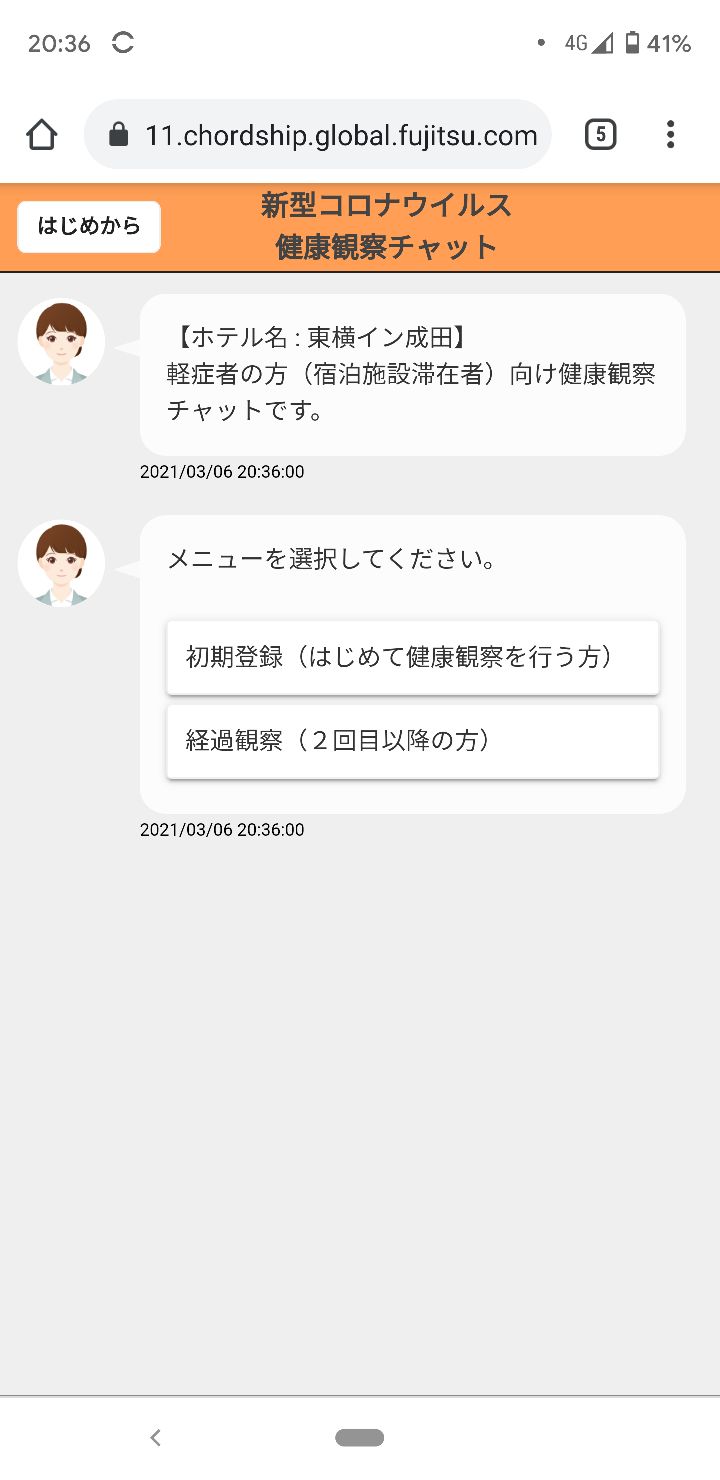 20:36
4G 41%
11.chordship.global.fujitsu.com
5
はじめから
新型コロナウイルス
健康観察チャット
【ホテル名 : 東横イン成田】
軽症者の方（宿泊施設滞在者）向け健康観察
チャットです。
2021/03/06 20:36:00
メニューを選択してください。
初期登録（はじめて健康観察を行う方）
経過観察（２回目以降の方）
2021/03/06 20:36:00